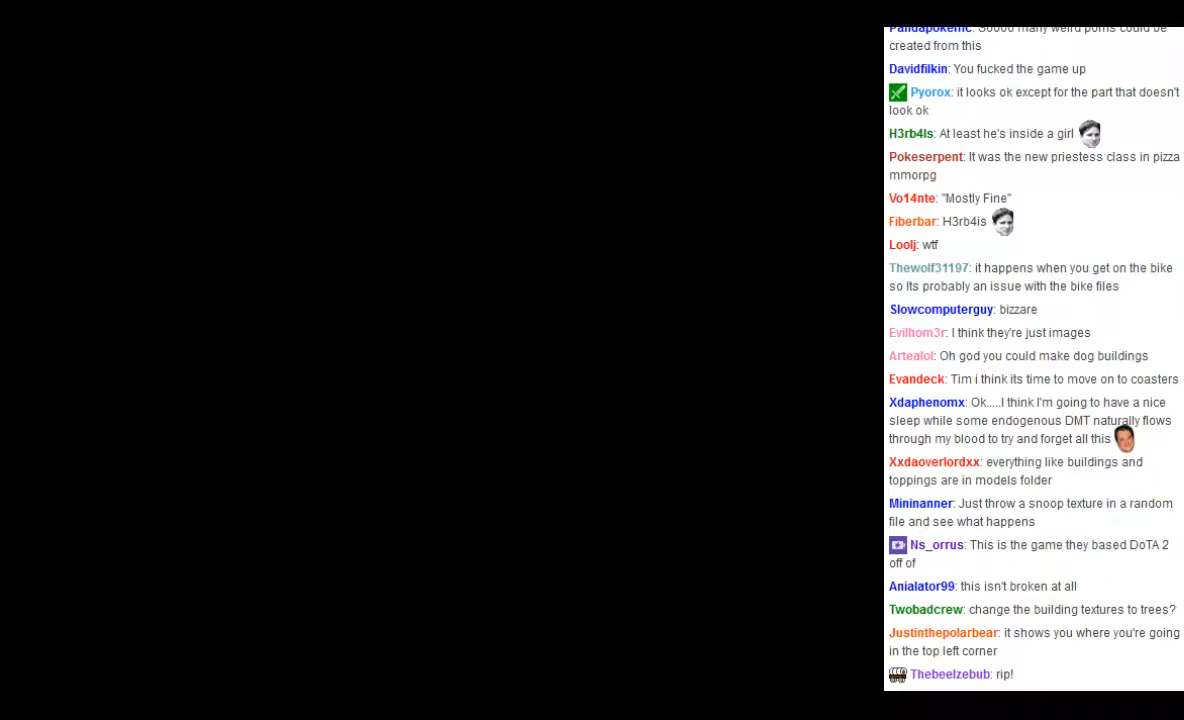 Pandapokemc: Soooo many weird porns could be
created from this
Davidfilkin: You fucked the game up
Pyorox: it looks ok except for the part that doesn't
look ok
H3rb4ls: At least he's inside a girl
Pokeserpent: It was the new priestess class in pizza
mmorpg
Vo14nte: "Mostly Fine"
Fiberbar: H3rb4is
Loolj: wtf
Thewolf31197: it happens when you get on the bike
so Its probably an issue with the bike files
Slowcomputerguy: bizzare
Evilhom3r: I think they're just images
Artealol: Oh god you could make dog buildings
Evandeck: Tim i think its time to move on to coasters
Xdaphenomx: Ok.....I think I'm going to have a nice
sleep while some endogenous DMT naturally flows
through my blood to try and forget all this
Xxdaoverlordxx: everything like buildings and
toppings are in models folder
Mininanner: Just throw a snoop texture in a random
file and see what happens
Ns_orrus: This is the game they based DoTA 2
off of
Anialator99: this isn't broken at all
Twobadcrew: change the building textures to trees?
Justinthepolarbear: it shows you where you're going
in the top left corner
Thebeelzebub: rip!